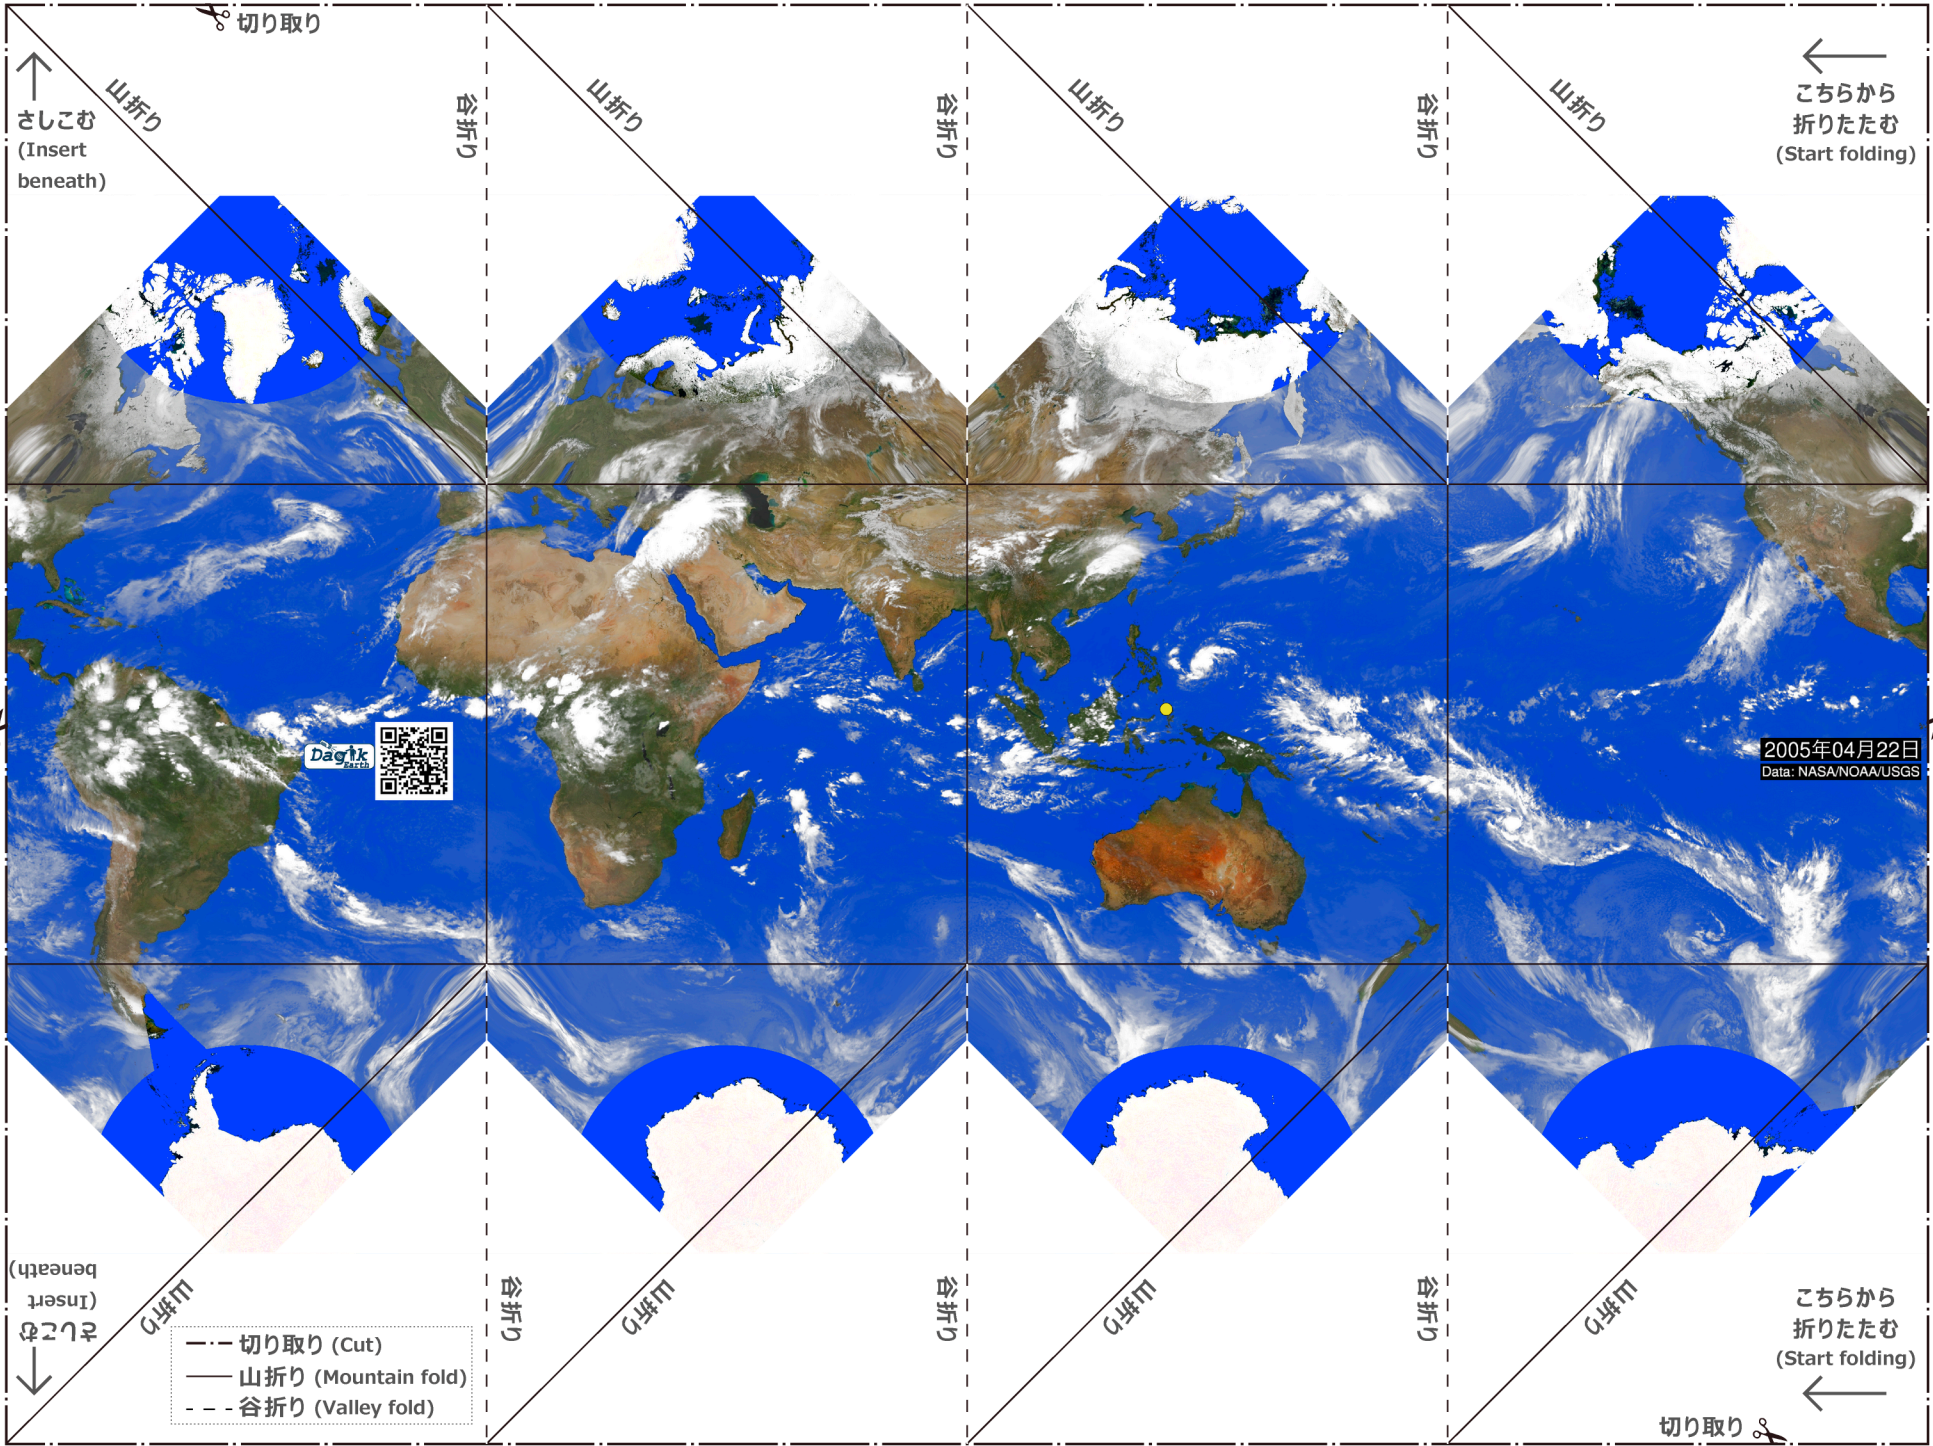 切り取り
山折り
谷折り
山折り
谷折り
山折り
谷折り
山折り
さしこむ
(Insert
beneath)
こちらから
折りたたむ
(Start folding)
Dagik
Earth
2005年04月22日
Data: NASA/NOAA/USGS
さしこむ
(Insert
beneath)
山折り
谷折り
山折り
谷折り
山折り
谷折り
山折り
こちらから
折りたたむ
(Start folding)
切り取り (Cut)
山折り (Mountain fold)
谷折り (Valley fold)
切り取り